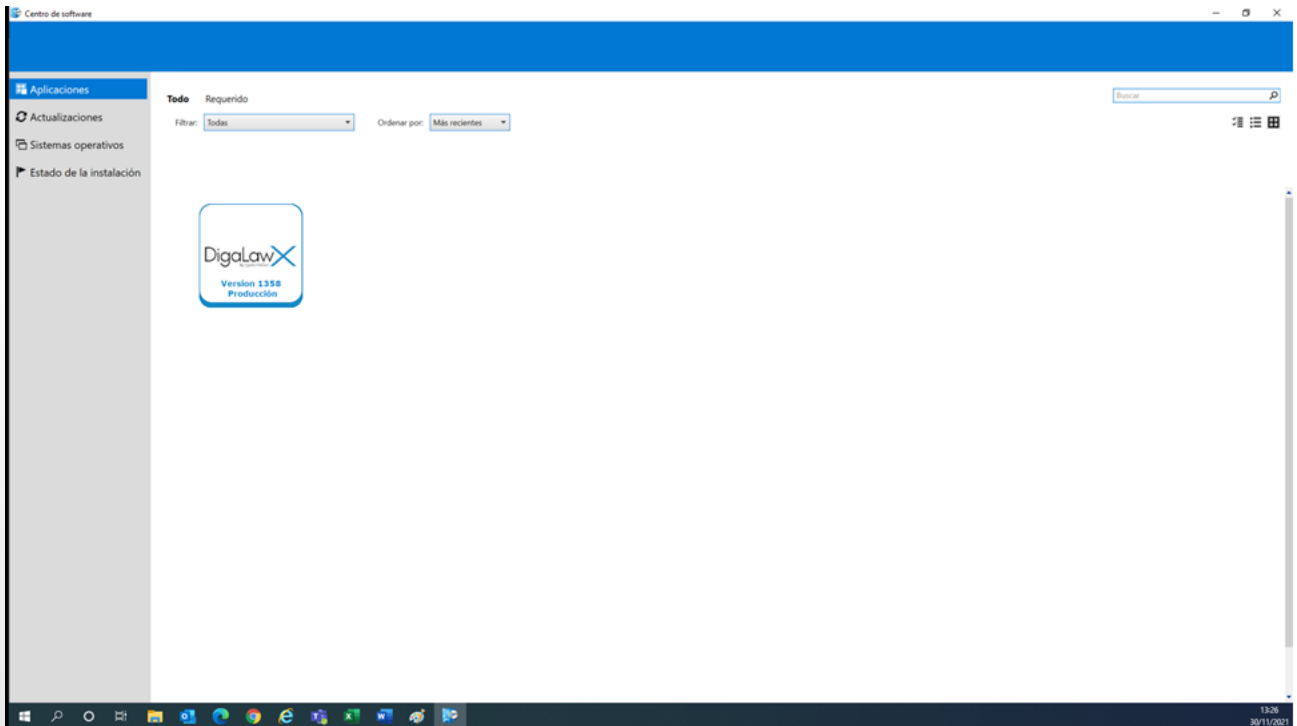 Centro de software
Aplicaciones
Actualizaciones
Sistemas operativos
Estado de la instalación
Todo Requerido
Filtrar: Todas Ordenar por: Más recientes
Buscar
DigaLawX
Version 1358
Producción
13:26
30/11/2021